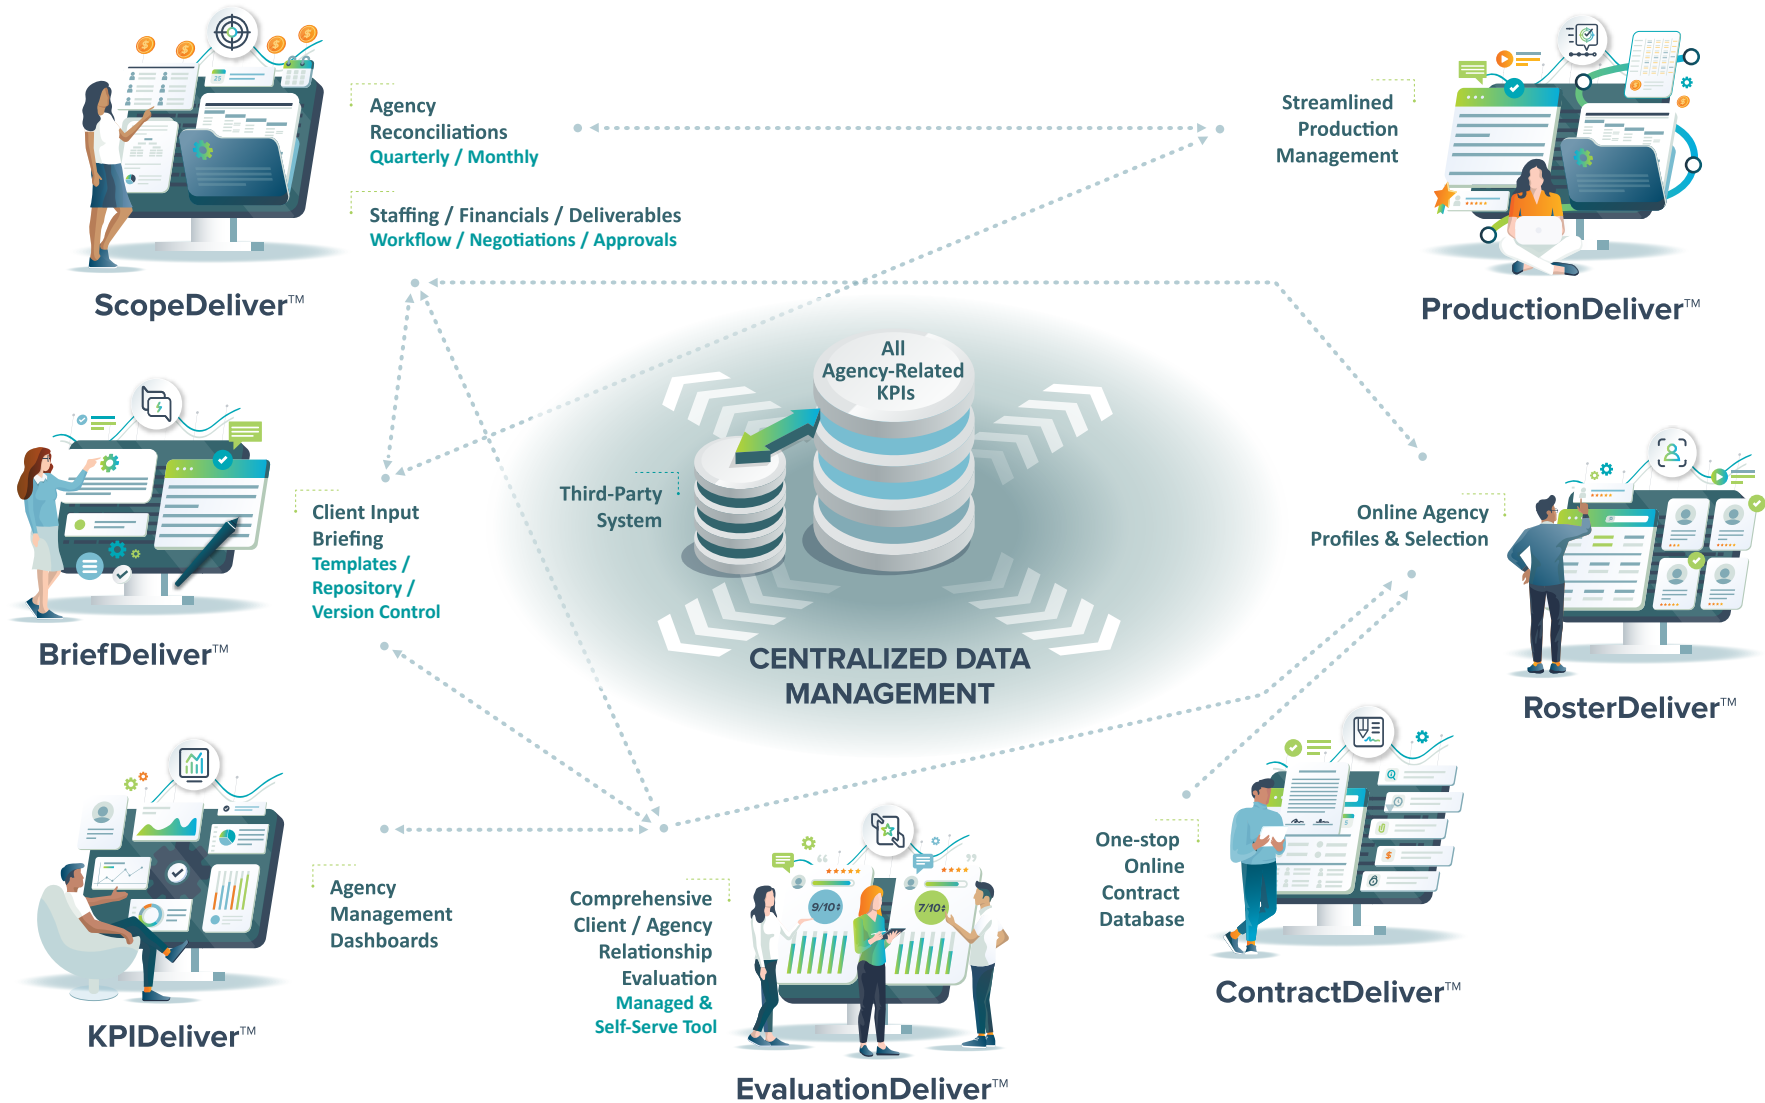 Agency
Reconciliations
Quarterly / Monthly
Staffing / Financials / Deliverables
Workflow / Negotiations / Approvals
ScopeDeliver™
Streamlined
Production
Management
ProductionDeliver™
All
Agency-Related
KPIs
Third-Party
System
CENTRALIZED DATA
MANAGEMENT
Client Input
Briefing
Templates /
Repository /
Version Control
BriefDeliver™
Online Agency
Profiles & Selection
RosterDeliver™
Agency
Management
Dashboards
KPIDeliver™
Comprehensive
Client / Agency
Relationship
Evaluation
Managed &
Self-Serve Tool
9/10
7/10
EvaluationDeliver™
One-stop
Online
Contract
Database
ContractDeliver™